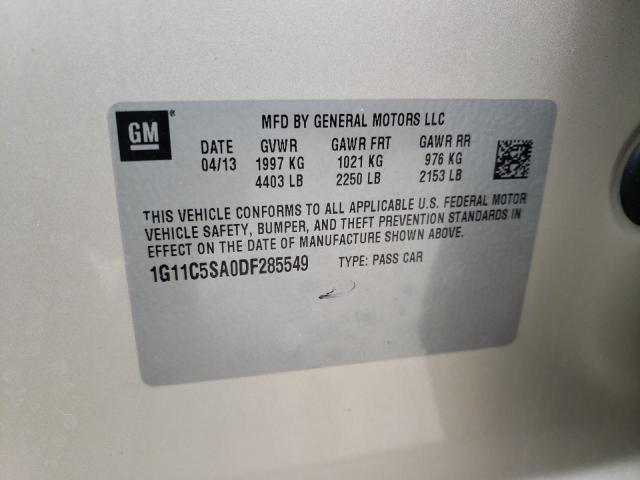 GM®
MFD BY GENERAL MOTORS LLC
DATE GVWR GAWR FRT GAWR RR
04/13 1997 KG 1021 KG 976 KG
4403 LB 2250 LB 2153 LB
THIS VEHICLE CONFORMS TO ALL APPLICABLE U.S. FEDERAL MOTOR
VEHICLE SAFETY, BUMPER, AND THEFT PREVENTION STANDARDS IN
EFFECT ON THE DATE OF MANUFACTURE SHOWN ABOVE.
1G11C5SA0DF285549 TYPE: PASS CAR